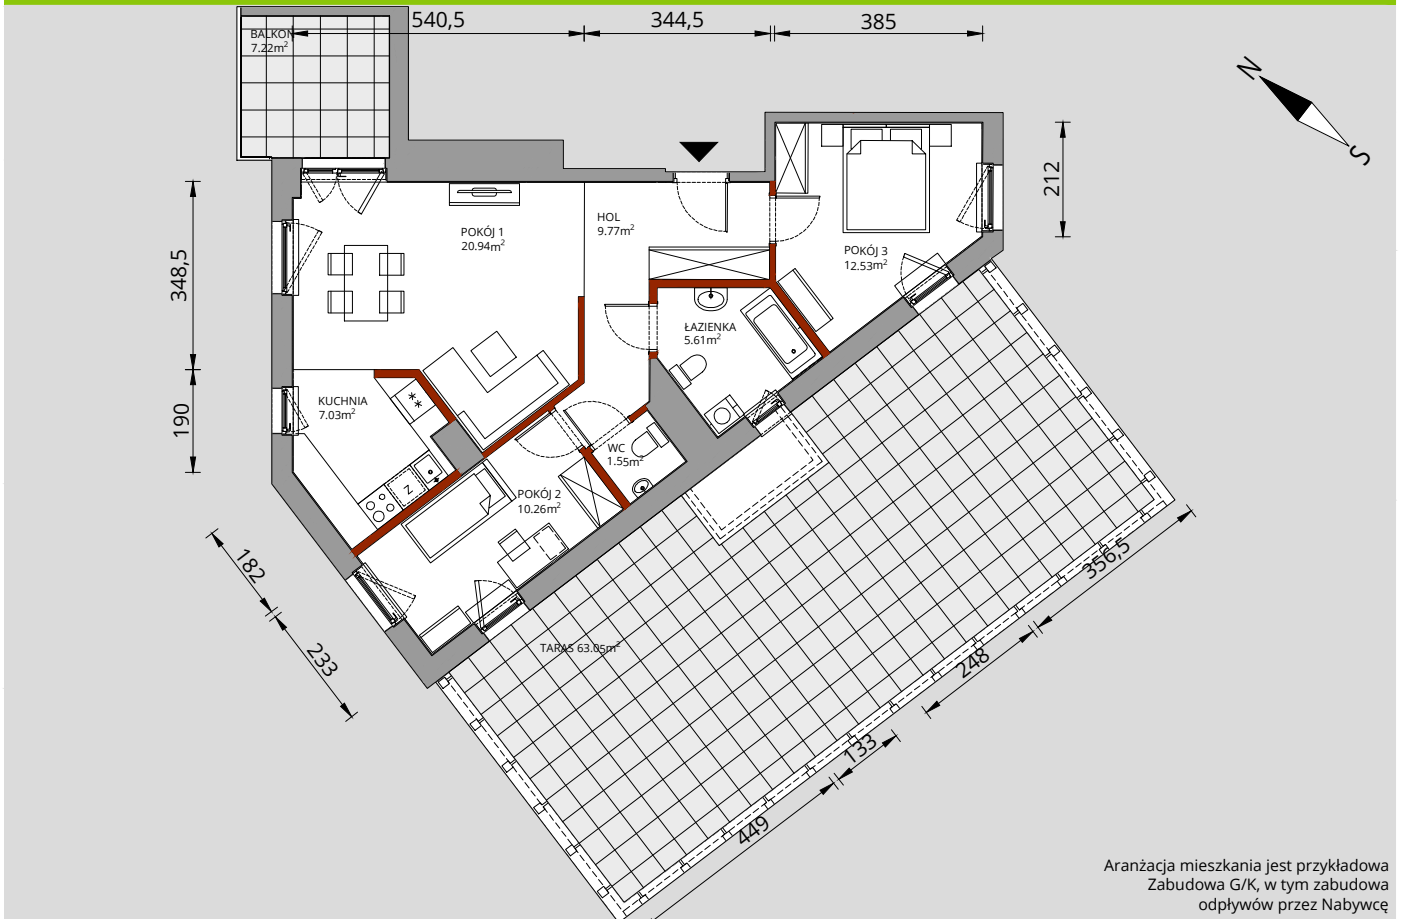 540,5
344,5
385
BALKON
7.22m²
N
S
212
HOL
9.77m²
POKÓJ 1
20.94m²
POKÓJ 3
12.53m²
348,5
ŁAZIENKA
5.61m²
KUCHNIA
7.03m²
190
WC
1.55m²
Z
POKÓJ 2
10.26m²
182
233
TARAS 63.05m²
356,5
248
133
449
Aranżacja mieszkania jest przykładowa
Zabudowa G/K, w tym zabudowa
odpływów przez Nabywcę